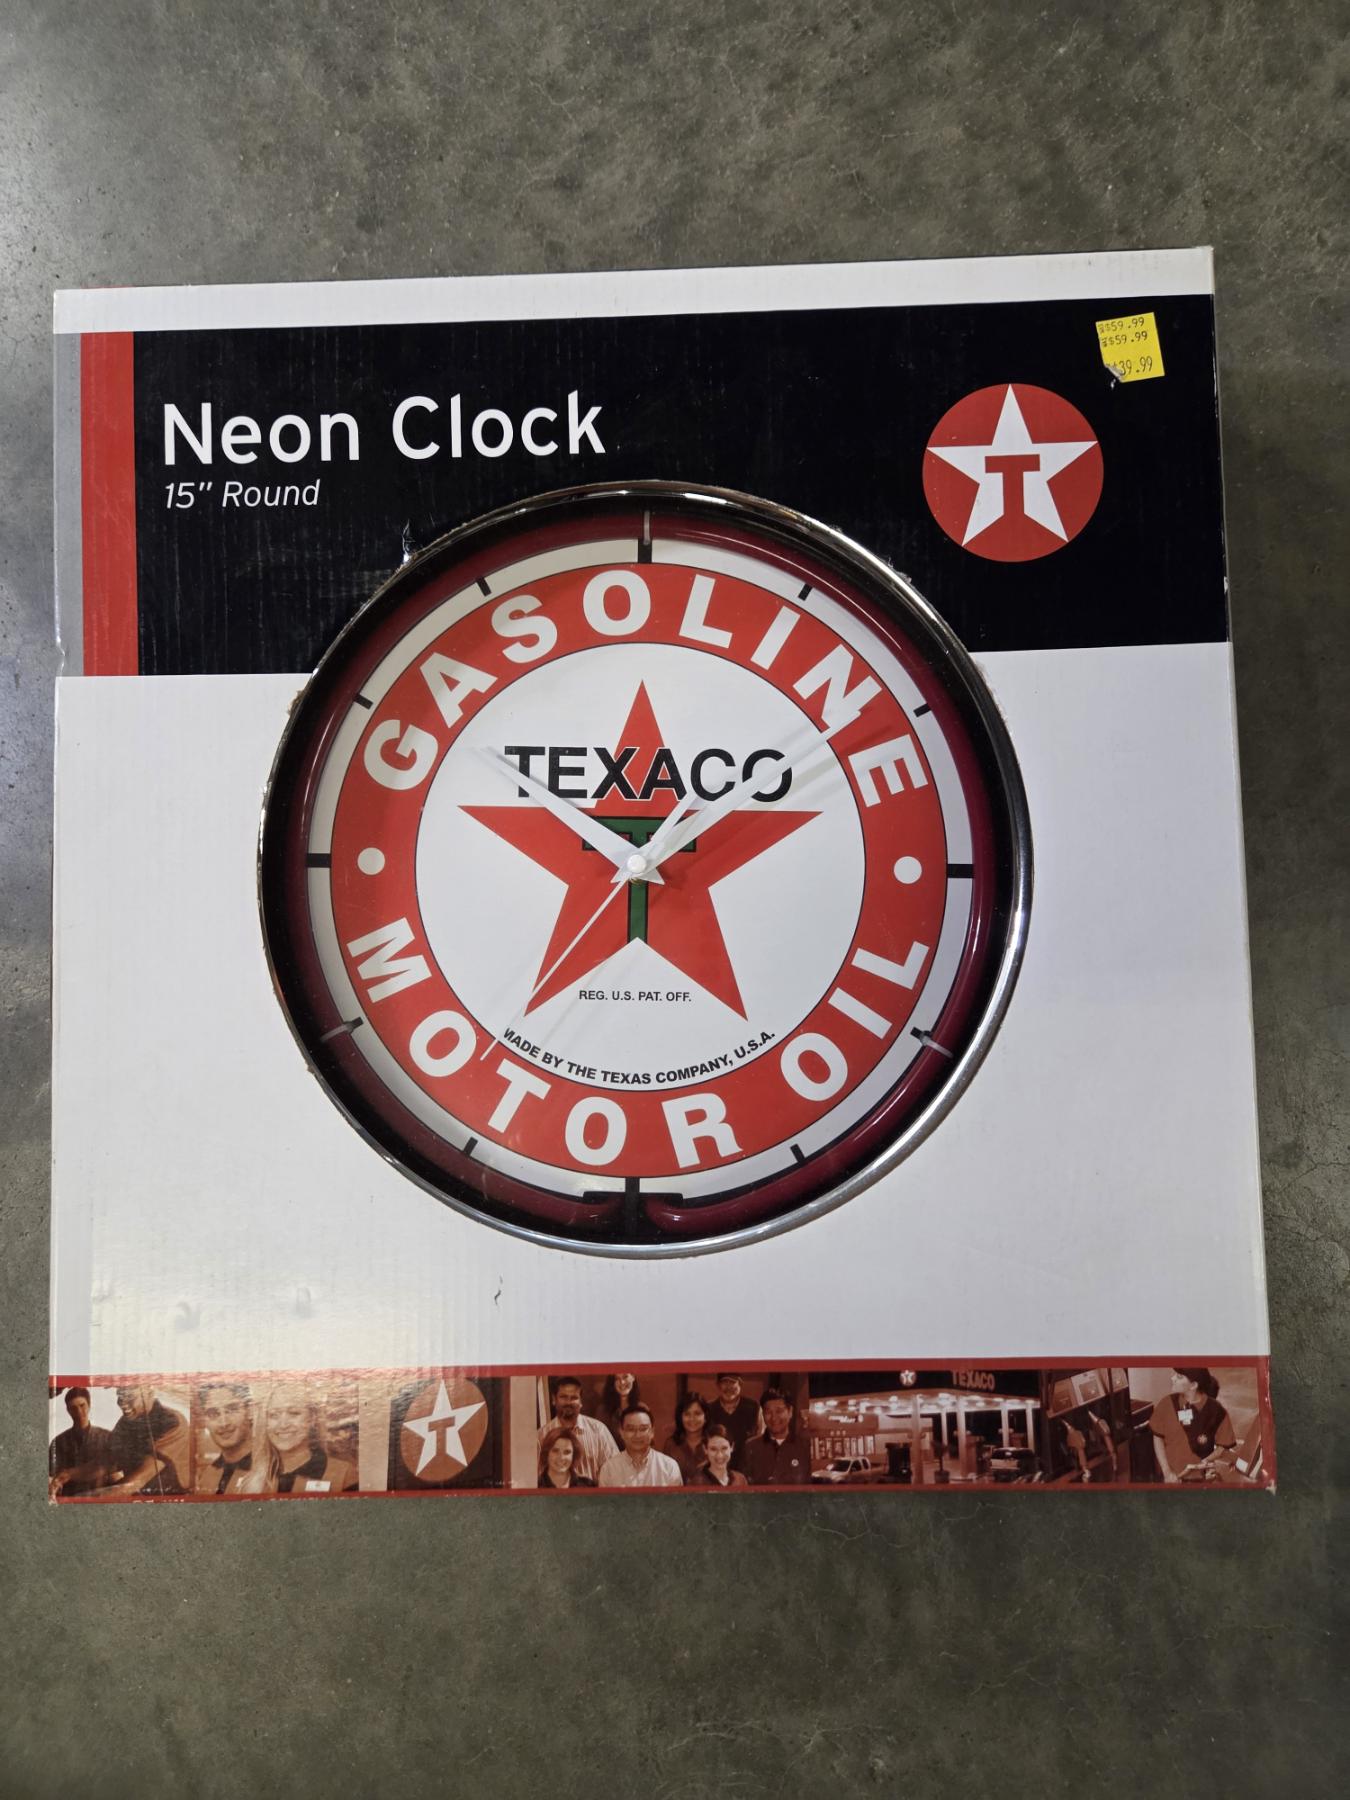 $59.99
$59.99
39.99
Neon Clock
15" Round
T
GASOLINE
TEXACO
T
REG. U.S. PAT. OFF.
MADE BY THE TEXAS COMPANY, U.S.A.
MOTOR OIL
T
TEXACO